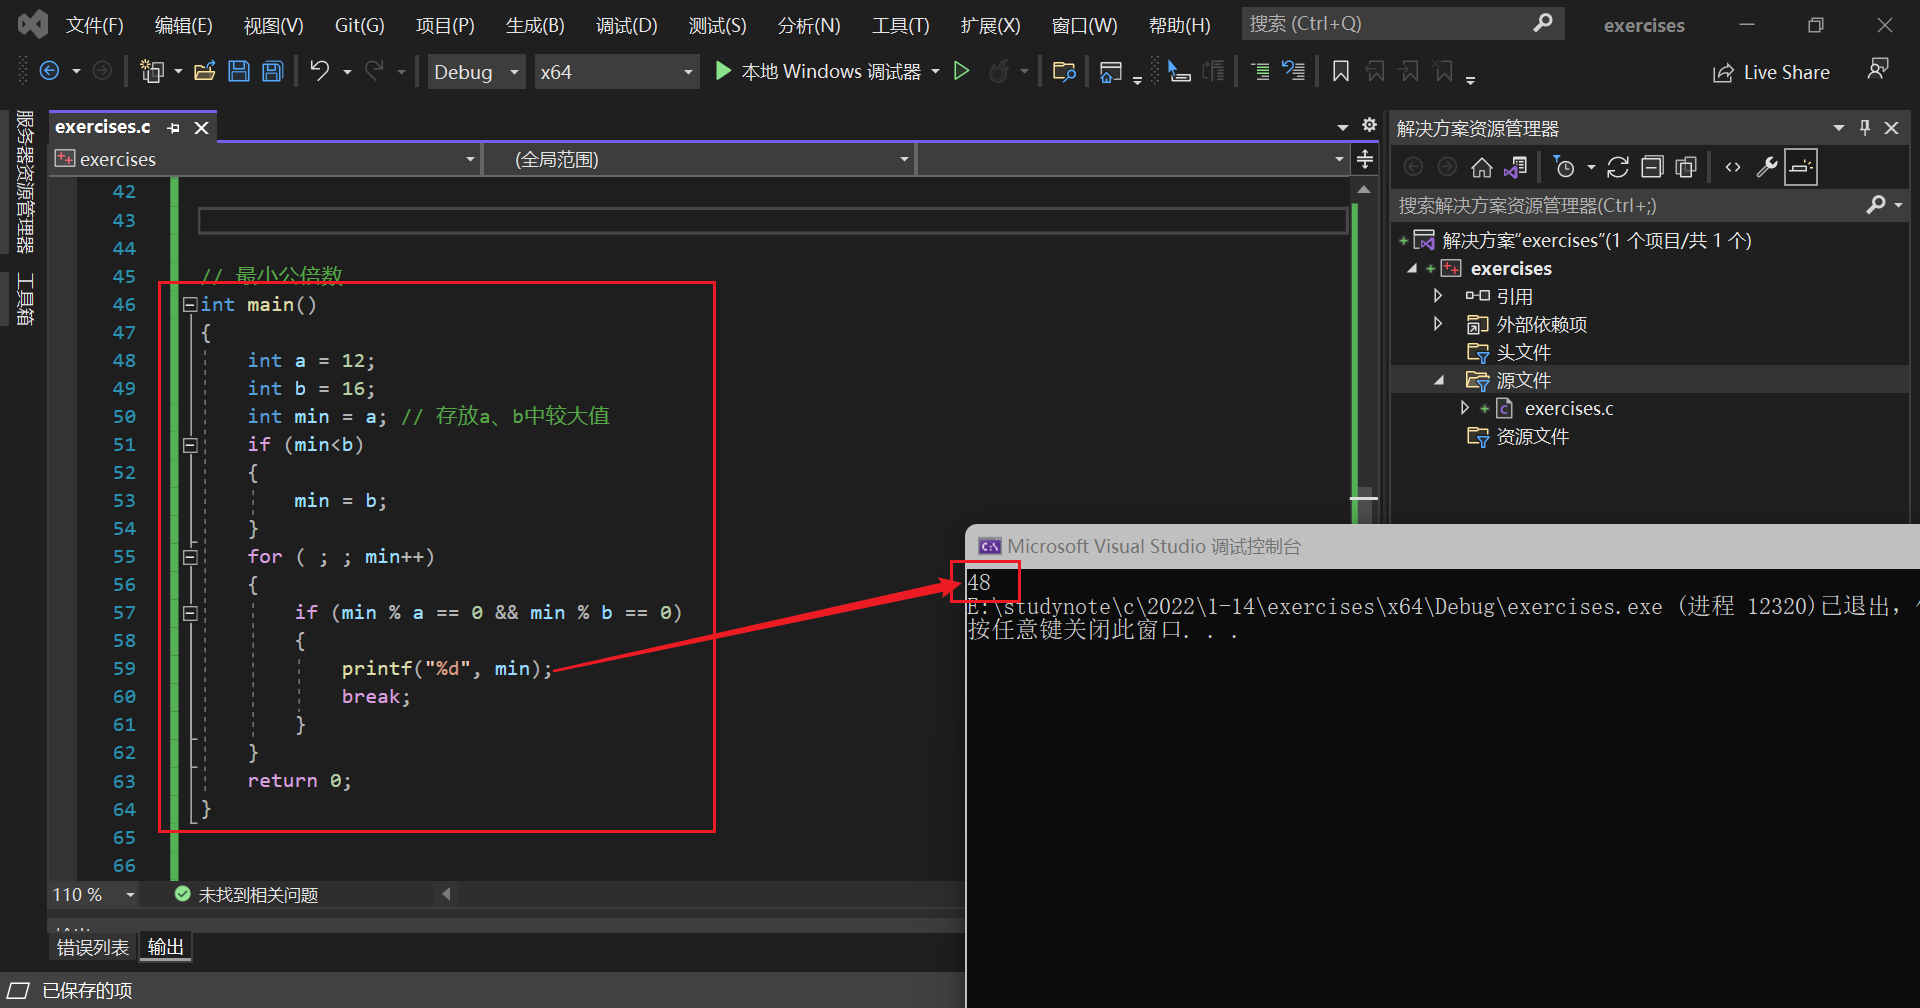 文件(F) 编辑(E) 视图(V) Git(G) 项目(P) 生成(B) 调试(D) 测试(S) 分析(N) 工具(T) 扩展(X) 窗口(W) 帮助(H) 搜索 (Ctrl+Q) exercises
Debug x64 本地 Windows 调试器 Live Share
服务器资源管理器
工具箱
exercises.c
exercises (全局范围)
42
43
44
45 // 最小公倍数
46 int main()
47 {
48 int a = 12;
49 int b = 16;
50 int min = a; // 存放a、b中较大值
51 if (min<b)
52 {
53 min = b;
54 }
55 for ( ; ; min++)
56 {
57 if (min % a == 0 && min % b == 0)
58 {
59 printf("%d", min);
60 break;
61 }
62 }
63 return 0;
64 }
65
66
110 % 未找到相关问题
错误列表 输出
已保存的项
解决方案资源管理器
搜索解决方案资源管理器(Ctrl+;)
解决方案“exercises”(1 个项目/共 1 个)
exercises
引用
外部依赖项
头文件
源文件
exercises.c
资源文件
Microsoft Visual Studio 调试控制台
48
E:\studynote\c\2022\1-14\exercises\x64\Debug\exercises.exe (进程 12320)已退出，
按任意键关闭此窗口. . .